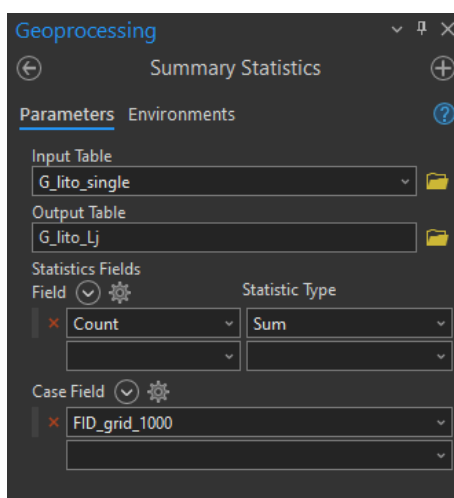 Geoprocessing
Summary Statistics
Parameters Environments
Input Table
G_lito_single
Output Table
G_lito_Lj
Statistics Fields
Field Statistic Type
Count Sum
Case Field
FID_grid_1000